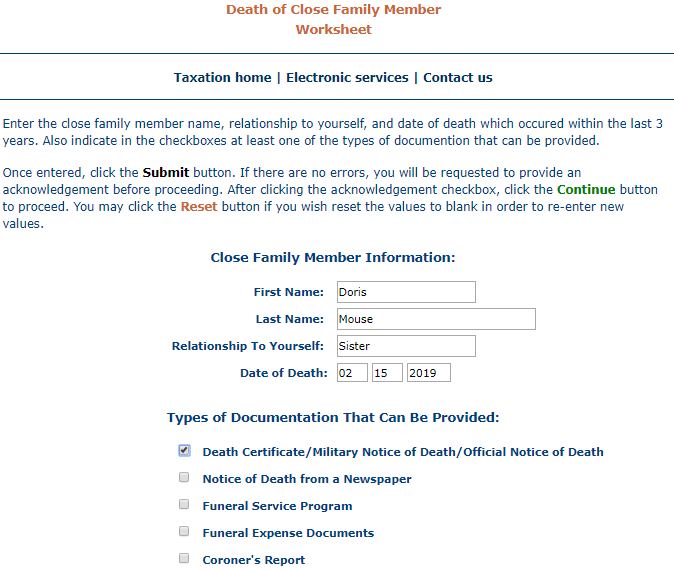 Death of Close Family Member
Worksheet
Taxation home | Electronic services | Contact us
Enter the close family member name, relationship to yourself, and date of death which occured within the last 3
years. Also indicate in the checkboxes at least one of the types of documention that can be provided.
Once entered, click the Submit button. If there are no errors, you will be requested to provide an
acknowledgement before proceeding. After clicking the acknowledgement checkbox, click the Continue button
to proceed. You may click the Reset button if you wish reset the values to blank in order to re-enter new
values.
Close Family Member Information:
First Name: Doris
Last Name: Mouse
Relationship To Yourself: Sister
Date of Death: 02 15 2019
Types of Documentation That Can Be Provided:
Death Certificate/Military Notice of Death/Official Notice of Death
Notice of Death from a Newspaper
Funeral Service Program
Funeral Expense Documents
Coroner's Report